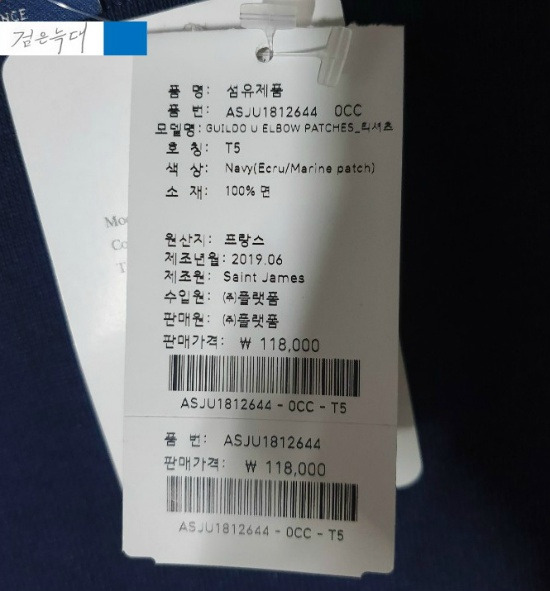 NCE
검은늑대
품 명: 섬유제품
품 번: ASJU1812644 0CC
모델명: GUILDO U ELBOW PATCHES_티셔츠
호 칭: T5
색 상: Navy(Ecru/Marine patch)
소 재: 100% 면
원산지: 프랑스
제조년월: 2019.06
제조원: Saint James
수입원: ㈜플랫폼
판매원: ㈜플랫폼
판매가격: ₩ 118,000
ASJU1812644 - 0CC - T5
품 번: ASJU1812644
판매가격: ₩ 118,000
ASJU1812644 - 0CC - T5